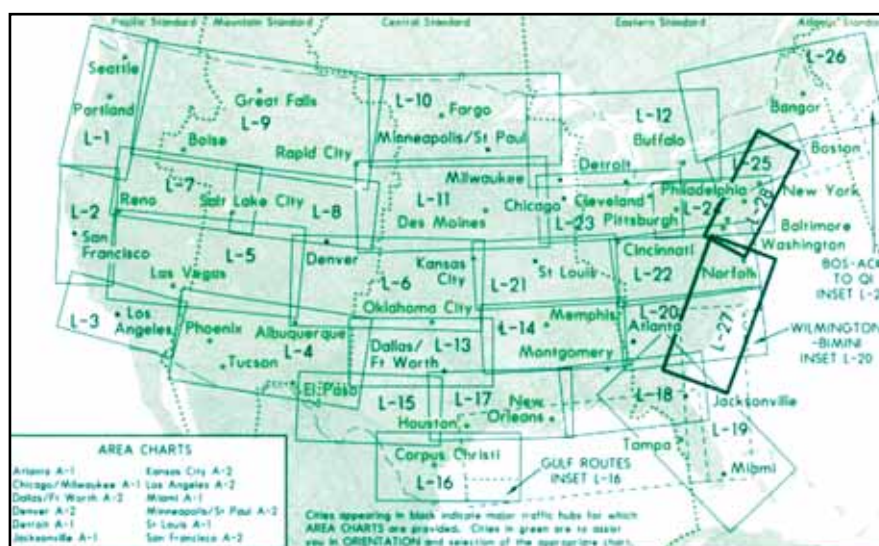 Pacific Standard Mountain Standard Central Standard Eastern Standard Atlantic Standard
L-26
Seattle
Great Falls
L-10
Fargo
L-12
Bangor
Portland
L-9
Minneapolis/St Paul
Buffalo
L-1
Boise
Rapid City
Detroit
L-25
Boston
L-7
Milwaukee
Philadelphia
New York
Reno
Salt Lake City
L-8
L-11
Chicago
Cleveland
L-28
L-2
Des Moines
L-23
Pittsburgh
L-24
Baltimore
San Francisco
Denver
Cincinnati
Washington
L-5
Kansas City
L-21
St Louis
L-22
Norfolk
BOS-ACK
TO
INSET
Las Vegas
L-6
Oklahoma City
L-3
Los Angeles
Albuquerque
L-14
Memphis
L-20
L-27
WILMINGTON
-BIMINI
INSET L-20
Phoenix
Dallas/
Ft Worth
L-13
Atlanta
Tucson
L-4
Montgomery
El Paso
L-15
L-17
New Orleans
L-18
Jacksonville
Houston
L-19
Corpus Christi
Tampa
L-16
GULF ROUTES
INSET L-16
Miami
AREA CHARTS
Atlanta A-1 Kansas City A-2
Chicago/Milwaukee A-1 Los Angeles A-2
Dallas/Ft Worth A-2 Miami A-1
Denver A-2 Minneapolis/St Paul A-2
Detroit A-1 St Louis A-1
Jacksonville A-1 San Francisco A-2
Cities appearing in black indicate major traffic hubs for which
AREA CHARTS are provided. Cities in green are to assist
you in ORIENTATION and selection of the appropriate chart.